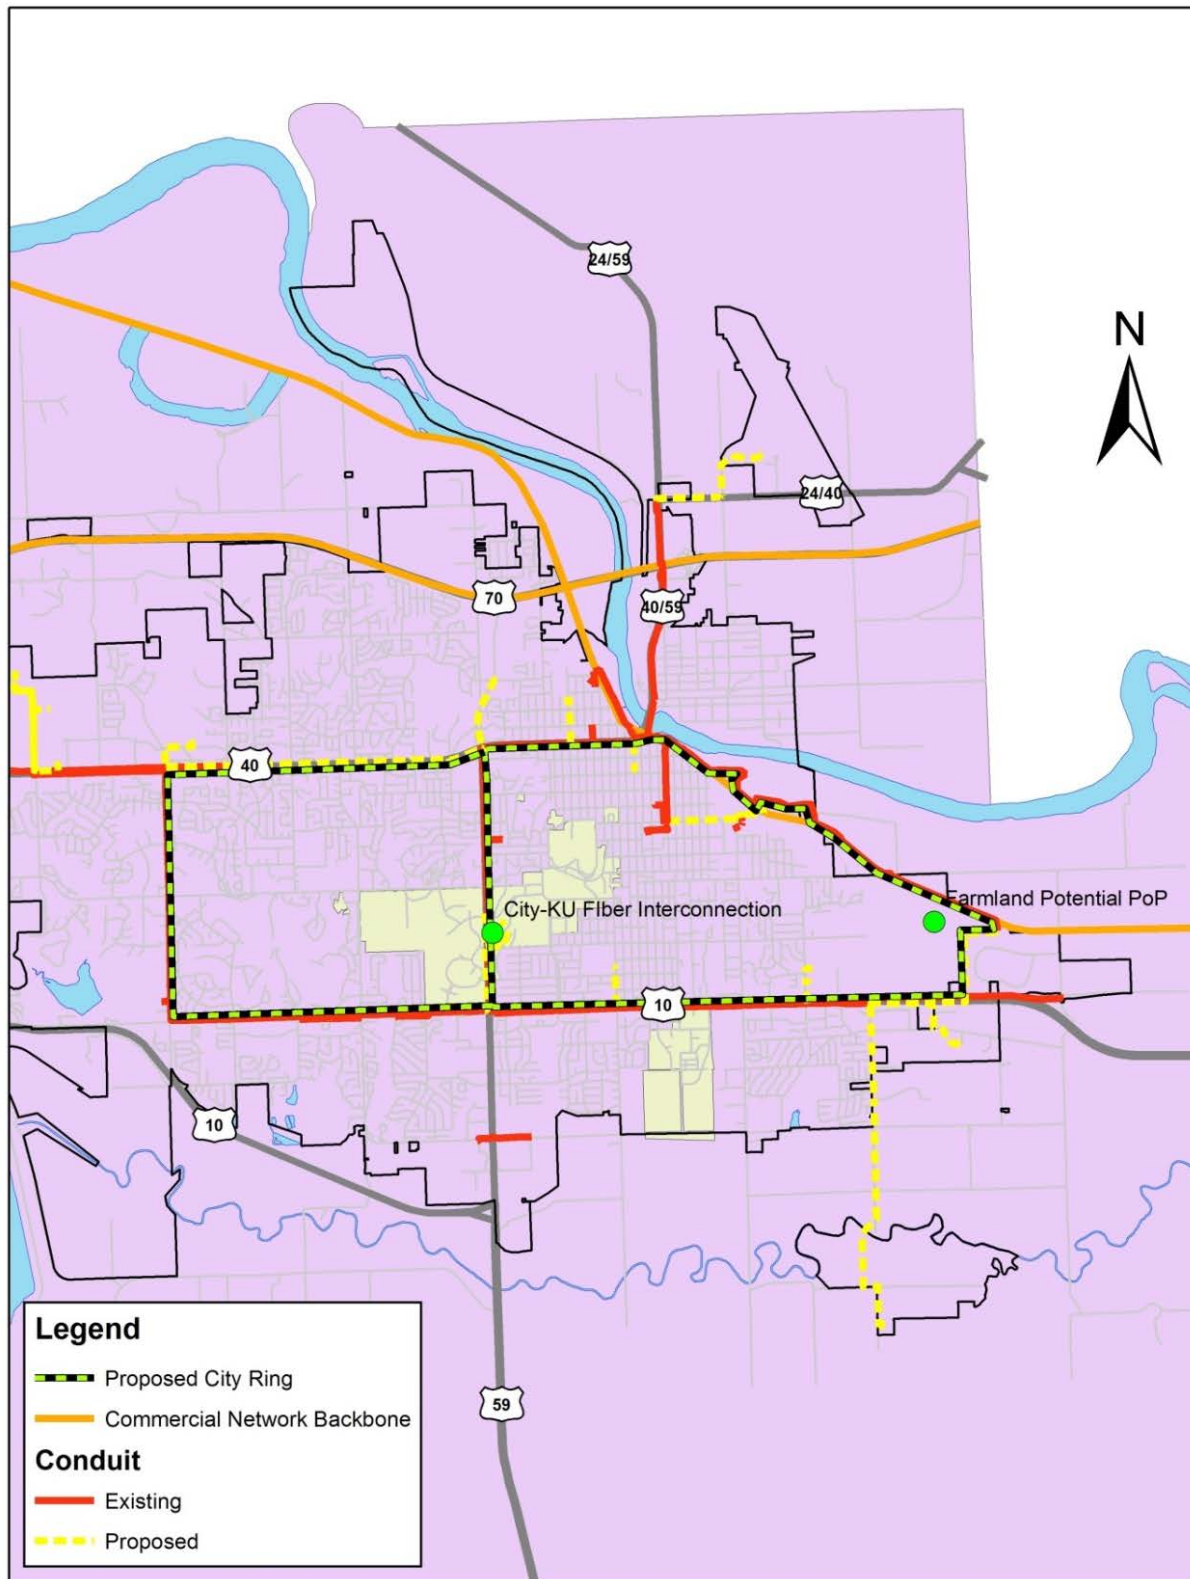 24/59
N
24/40
70
40/59
40
Farmland Potential PoP
City-KU FIber Interconnection
10
10
59
Legend
Proposed City Ring
Commercial Network Backbone
Conduit
Existing
Proposed